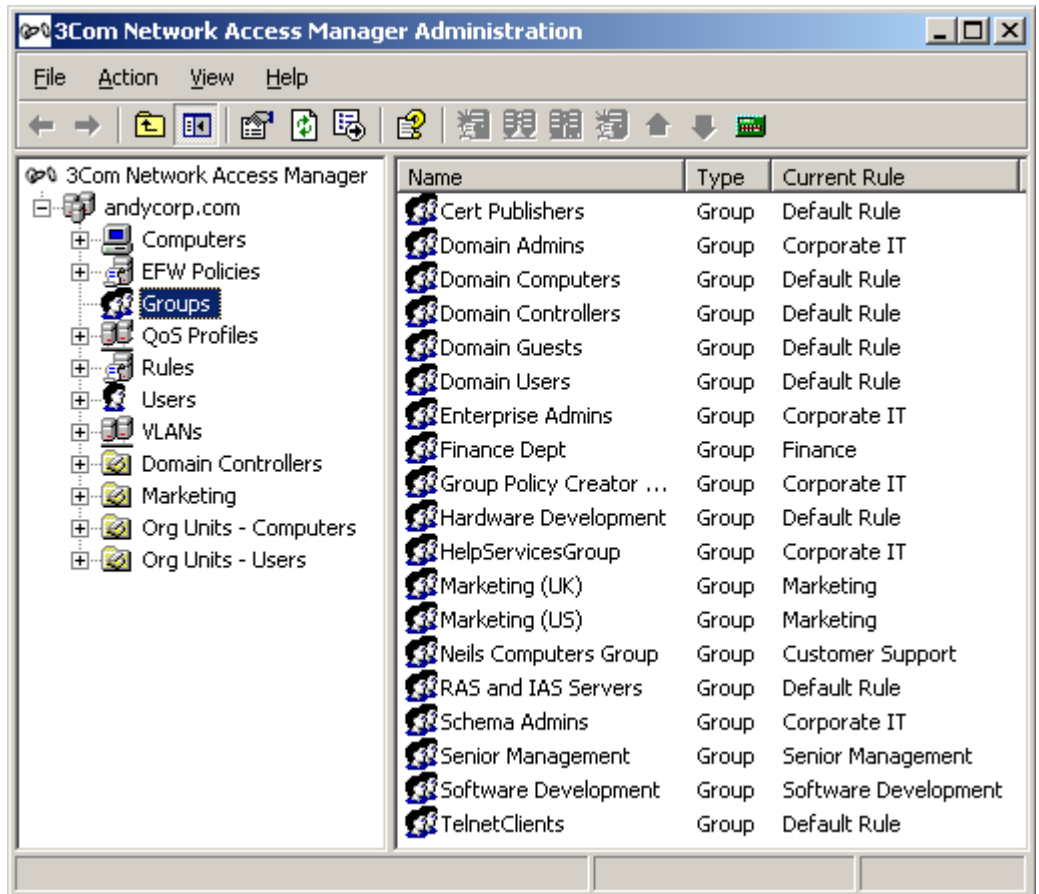 3Com Network Access Manager Administration
File Action View Help
3Com Network Access Manager
andycorp.com
Computers
EFW Policies
Groups
QoS Profiles
Rules
Users
VLANs
Domain Controllers
Marketing
Org Units - Computers
Org Units - Users
Name Type Current Rule
Cert Publishers Group Default Rule
Domain Admins Group Corporate IT
Domain Computers Group Default Rule
Domain Controllers Group Default Rule
Domain Guests Group Default Rule
Domain Users Group Default Rule
Enterprise Admins Group Corporate IT
Finance Dept Group Finance
Group Policy Creator ... Group Corporate IT
Hardware Development Group Default Rule
HelpServicesGroup Group Corporate IT
Marketing (UK) Group Marketing
Marketing (US) Group Marketing
Neils Computers Group Group Customer Support
RAS and IAS Servers Group Default Rule
Schema Admins Group Corporate IT
Senior Management Group Senior Management
Software Development Group Software Development
TelnetClients Group Default Rule